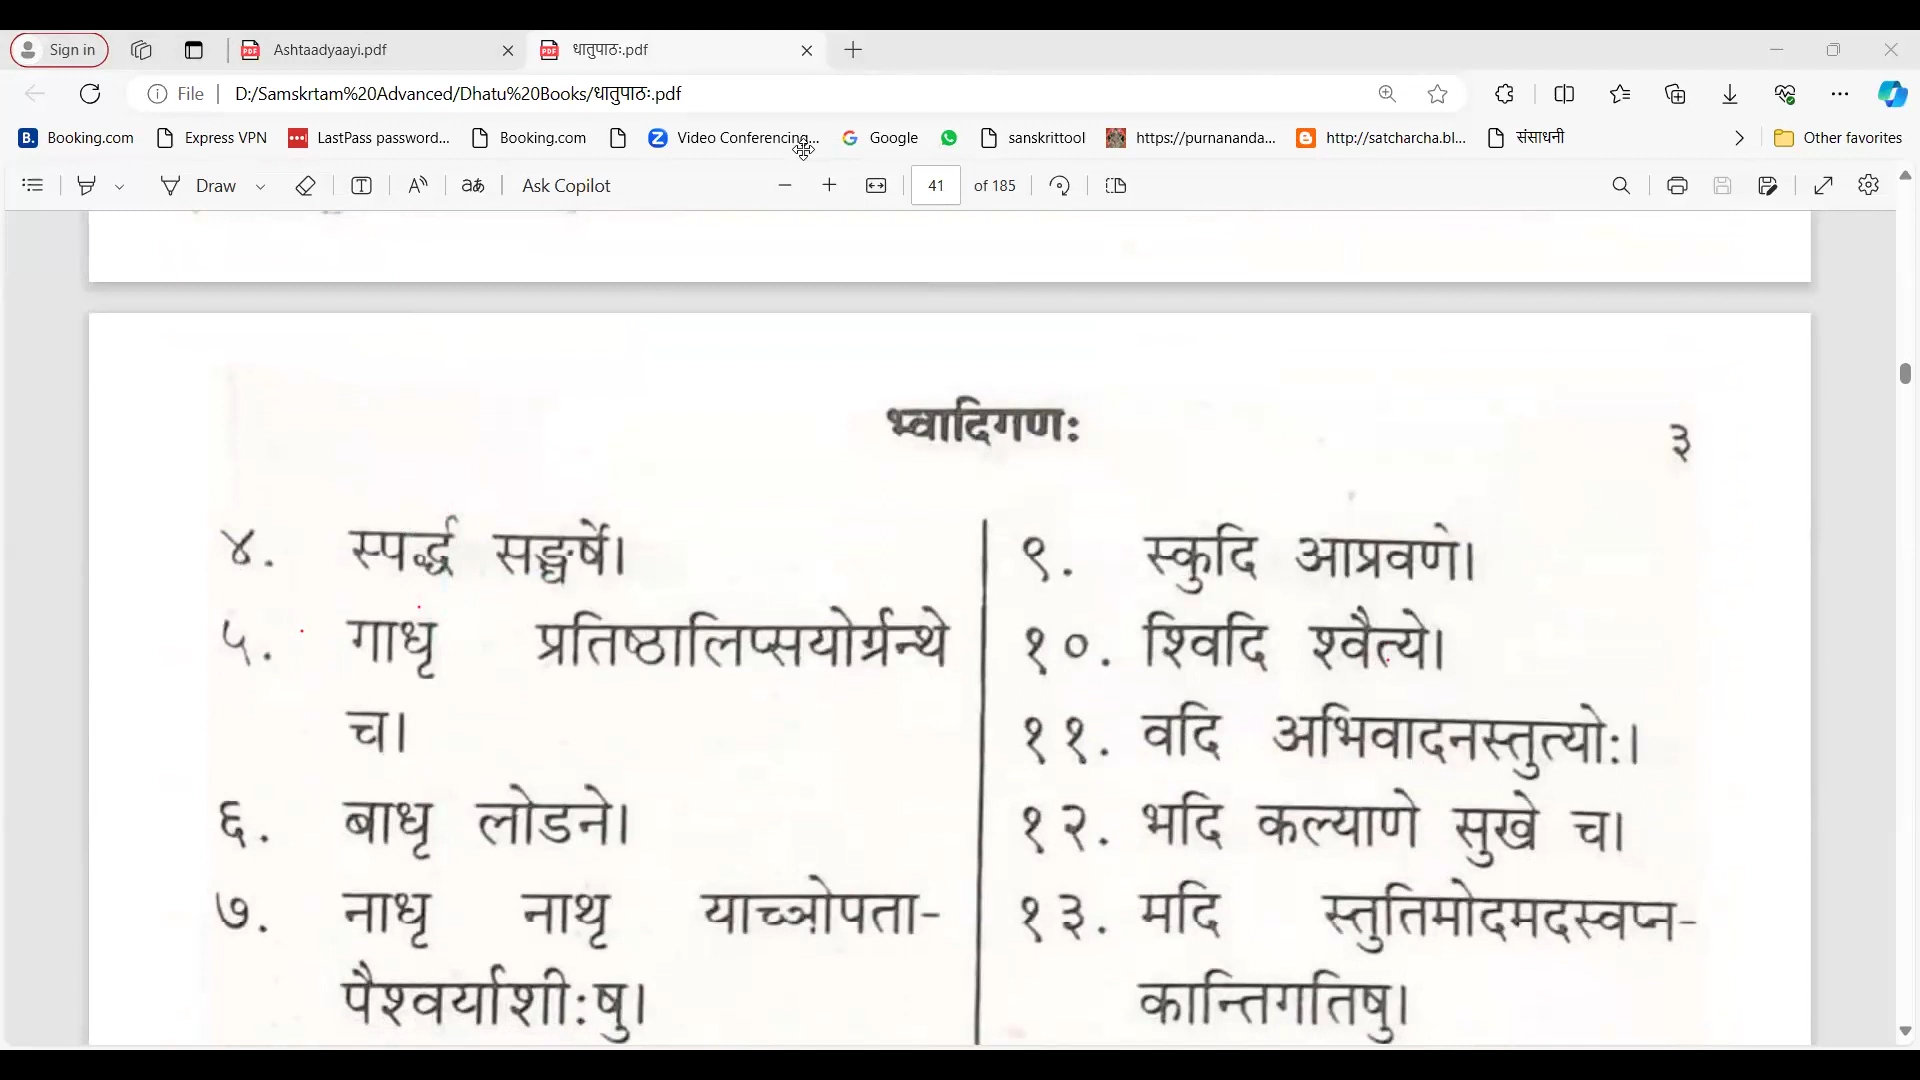 Sign in
Ashtaadyaayi.pdf
धातुपाठः.pdf
File
D:/Samskrtam%20Advanced/Dhatu%20Books/धातुपाठः.pdf
Booking.com
Express VPN
LastPass password...
Booking.com
Video Conferencing...
Google
sanskrittool
https://purnananda...
http://satcharcha.bl...
संसाधनी
Other favorites
Draw
Ask Copilot
41 of 185
भ्वादिगणः
३
४. स्पर्द्ध सङ्घर्षे।
५. गाधृ प्रतिष्ठालिप्सयोर्ग्रन्थे
च।
६. बाधृ लोडने।
७. नाधृ नाथृ याच्ञोपता-
पैश्वर्याशीःषु।
९. स्कुदि आप्रवणे।
१०. श्विदि श्वैत्ये।
११. वदि अभिवादनस्तुत्योः।
१२. भदि कल्याणे सुखे च।
१३. मदि स्तुतिमोदमदस्वप्न-
कान्तिगतिषु।